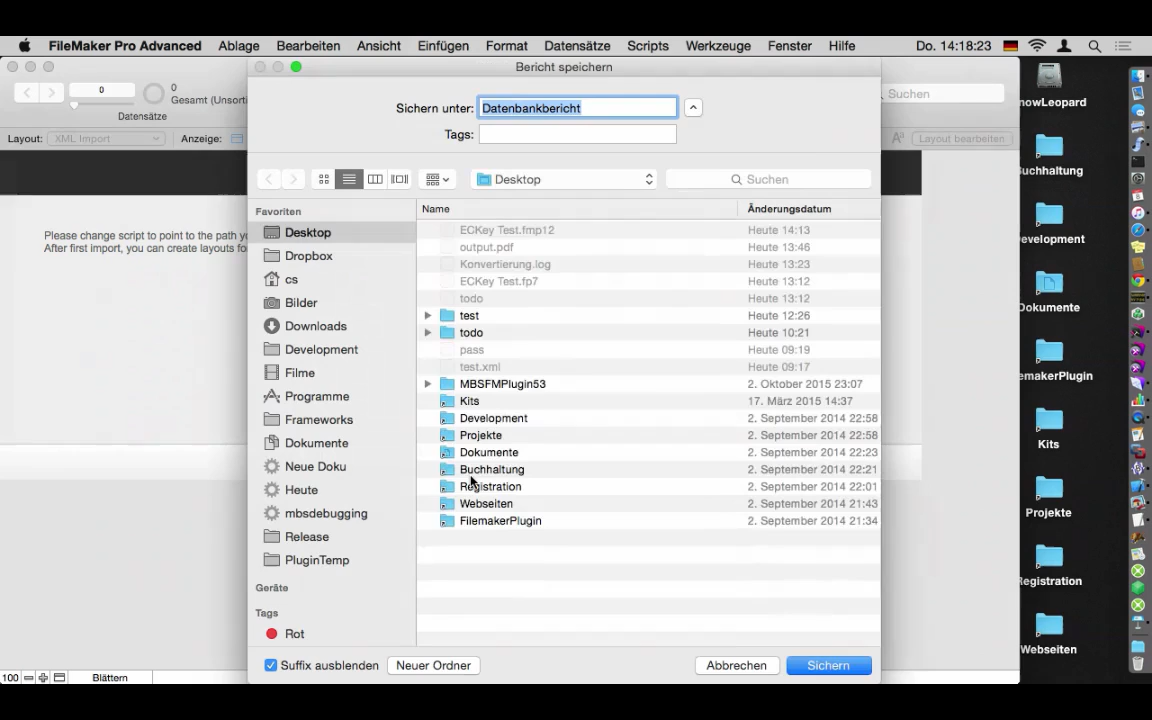 FileMaker Pro Advanced Ablage Bearbeiten Ansicht Einfügen Format Datensätze Scripts Werkzeuge Fenster Hilfe Do. 14:18:23
Bericht speichern
0
0
Gesamt (Unsorti
Datensätze
Suchen
Layout: XML Import Anzeige:
Layout bearbeiten
Sichern unter: Datenbankbericht
Tags:
Desktop
Suchen
Please change script to point to the path yo
After first import, you can create layouts fo
Favoriten
Desktop
Dropbox
cs
Bilder
Downloads
Development
Filme
Programme
Frameworks
Dokumente
Neue Doku
Heute
mbsdebugging
Release
PluginTemp
Geräte
Tags
Rot
Name Änderungsdatum
ECKey Test.fmp12 Heute 14:13
output.pdf Heute 13:46
Konvertierung.log Heute 13:23
ECKey Test.fp7 Heute 13:12
todo Heute 13:12
test Heute 12:26
todo Heute 10:21
pass Heute 09:19
test.xml Heute 09:17
MBSFMPlugin53 2. Oktober 2015 23:07
Kits 17. März 2015 14:37
Development 2. September 2014 22:58
Projekte 2. September 2014 22:58
Dokumente 2. September 2014 22:23
Buchhaltung 2. September 2014 22:21
Registration 2. September 2014 22:01
Webseiten 2. September 2014 21:43
FilemakerPlugin 2. September 2014 21:34
Suffix ausblenden Neuer Ordner Abbrechen Sichern
100 Blättern
nowLeopard
uchhaltung
evelopment
Dokumente
emakerPlugin
Kits
Projekte
Registration
Webseiten